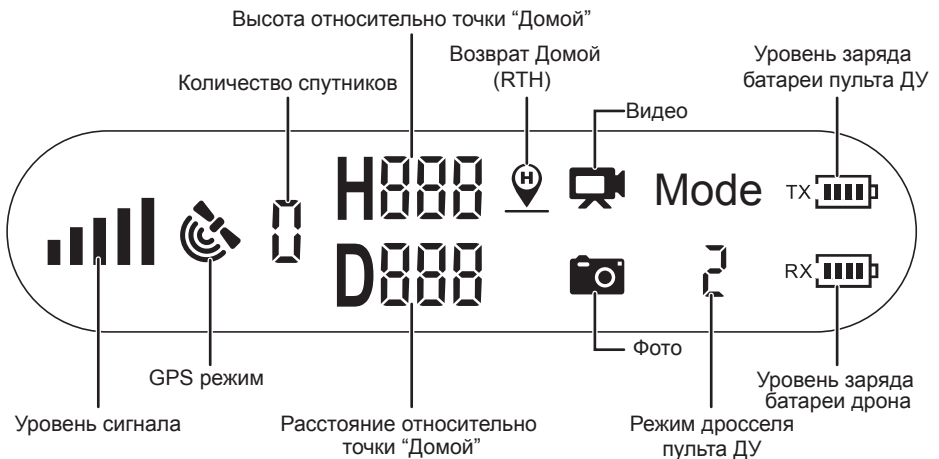 Высота относительно точки “Домой”
Возврат Домой
(RTH)
Уровень заряда
батареи пульта ДУ
Количество спутников
Видео
H888
H
Mode
TX
0
D888
2
RX
Фото
GPS режим
Уровень заряда
батареи дрона
Уровень сигнала
Расстояние относительно
точки “Домой”
Режим дросселя
пульта ДУ